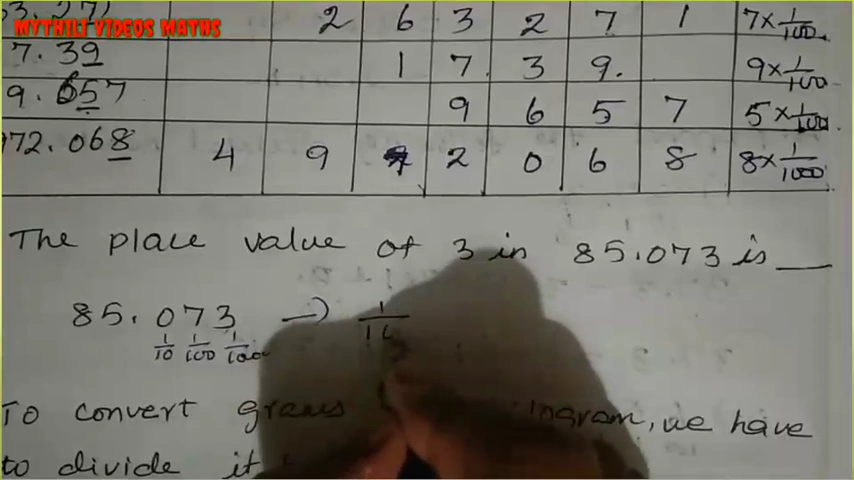 MYTHILI VIDEOS MATHS
2 6 3 2 7 1 7×1/100
7.39 1 7 3 9. 9×1/100
9.657 9 6 5 7 5×1/100
972.068 4 9 7 2 0 6 8 8×1/1000
The place value of 3 in 85.073 is __
85.073 → 1/10
1/10 1/100 1/1000
To convert grams we have
to divide it